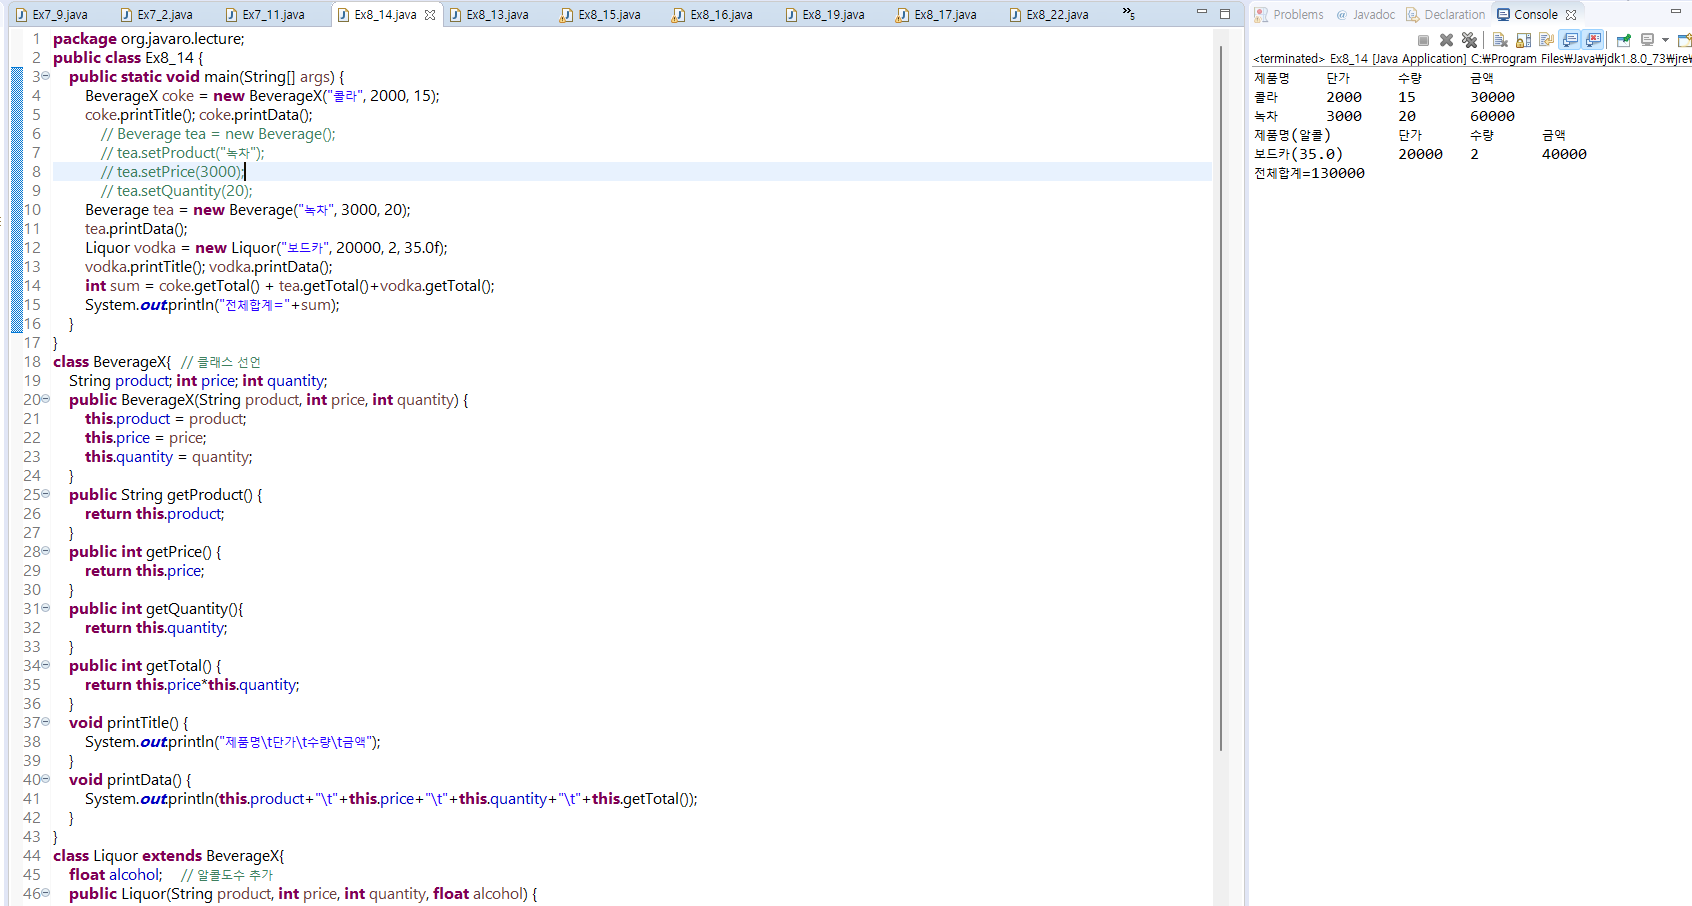 Ex7_9.java Ex7_2.java Ex7_11.java Ex8_14.java Ex8_13.java Ex8_15.java Ex8_16.java Ex8_19.java Ex8_17.java Ex8_22.java »5
1 package org.javaro.lecture;
2 public class Ex8_14 {
3 public static void main(String[] args) {
4 BeverageX coke = new BeverageX("콜라", 2000, 15);
5 coke.printTitle(); coke.printData();
6 // Beverage tea = new Beverage();
7 // tea.setProduct("녹차");
8 // tea.setPrice(3000);
9 // tea.setQuantity(20);
10 Beverage tea = new Beverage("녹차", 3000, 20);
11 tea.printData();
12 Liquor vodka = new Liquor("보드카", 20000, 2, 35.0f);
13 vodka.printTitle(); vodka.printData();
14 int sum = coke.getTotal() + tea.getTotal()+vodka.getTotal();
15 System.out.println("전체합계="+sum);
16 }
17 }
18 class BeverageX{ // 클래스 선언
19 String product; int price; int quantity;
20 public BeverageX(String product, int price, int quantity) {
21 this.product = product;
22 this.price = price;
23 this.quantity = quantity;
24 }
25 public String getProduct() {
26 return this.product;
27 }
28 public int getPrice() {
29 return this.price;
30 }
31 public int getQuantity(){
32 return this.quantity;
33 }
34 public int getTotal() {
35 return this.price*this.quantity;
36 }
37 void printTitle() {
38 System.out.println("제품명\t단가\t수량\t금액");
39 }
40 void printData() {
41 System.out.println(this.product+"\t"+this.price+"\t"+this.quantity+"\t"+this.getTotal());
42 }
43 }
44 class Liquor extends BeverageX{
45 float alcohol; // 알콜도수 추가
46 public Liquor(String product, int price, int quantity, float alcohol) {
Problems @ Javadoc Declaration Console
<terminated> Ex8_14 [Java Application] C:₩Program Files₩Java₩jdk1.8.0_73₩jre₩
제품명 단가 수량 금액
콜라 2000 15 30000
녹차 3000 20 60000
제품명(알콜) 단가 수량 금액
보드카(35.0) 20000 2 40000
전체합계=130000